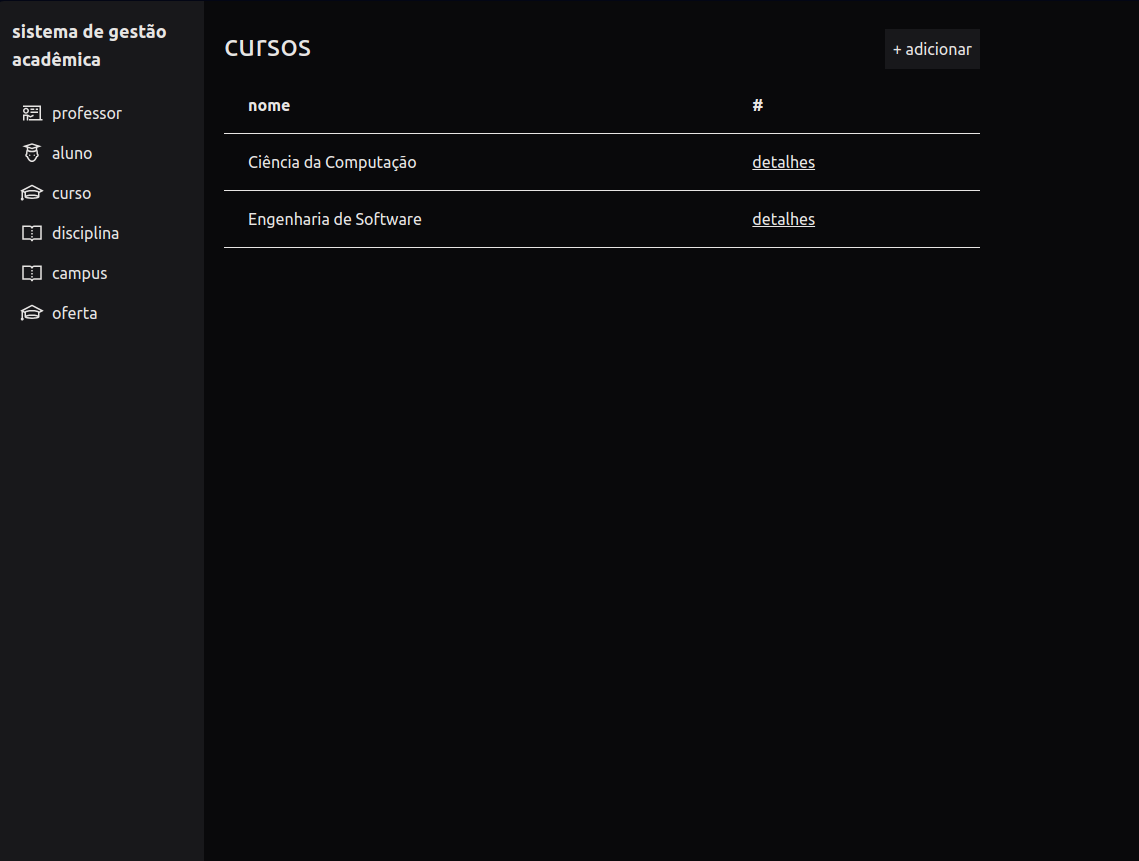 sistema de gestão
acadêmica
professor
aluno
curso
disciplina
campus
oferta
cursos
+ adicionar
nome #
Ciência da Computação detalhes
Engenharia de Software detalhes